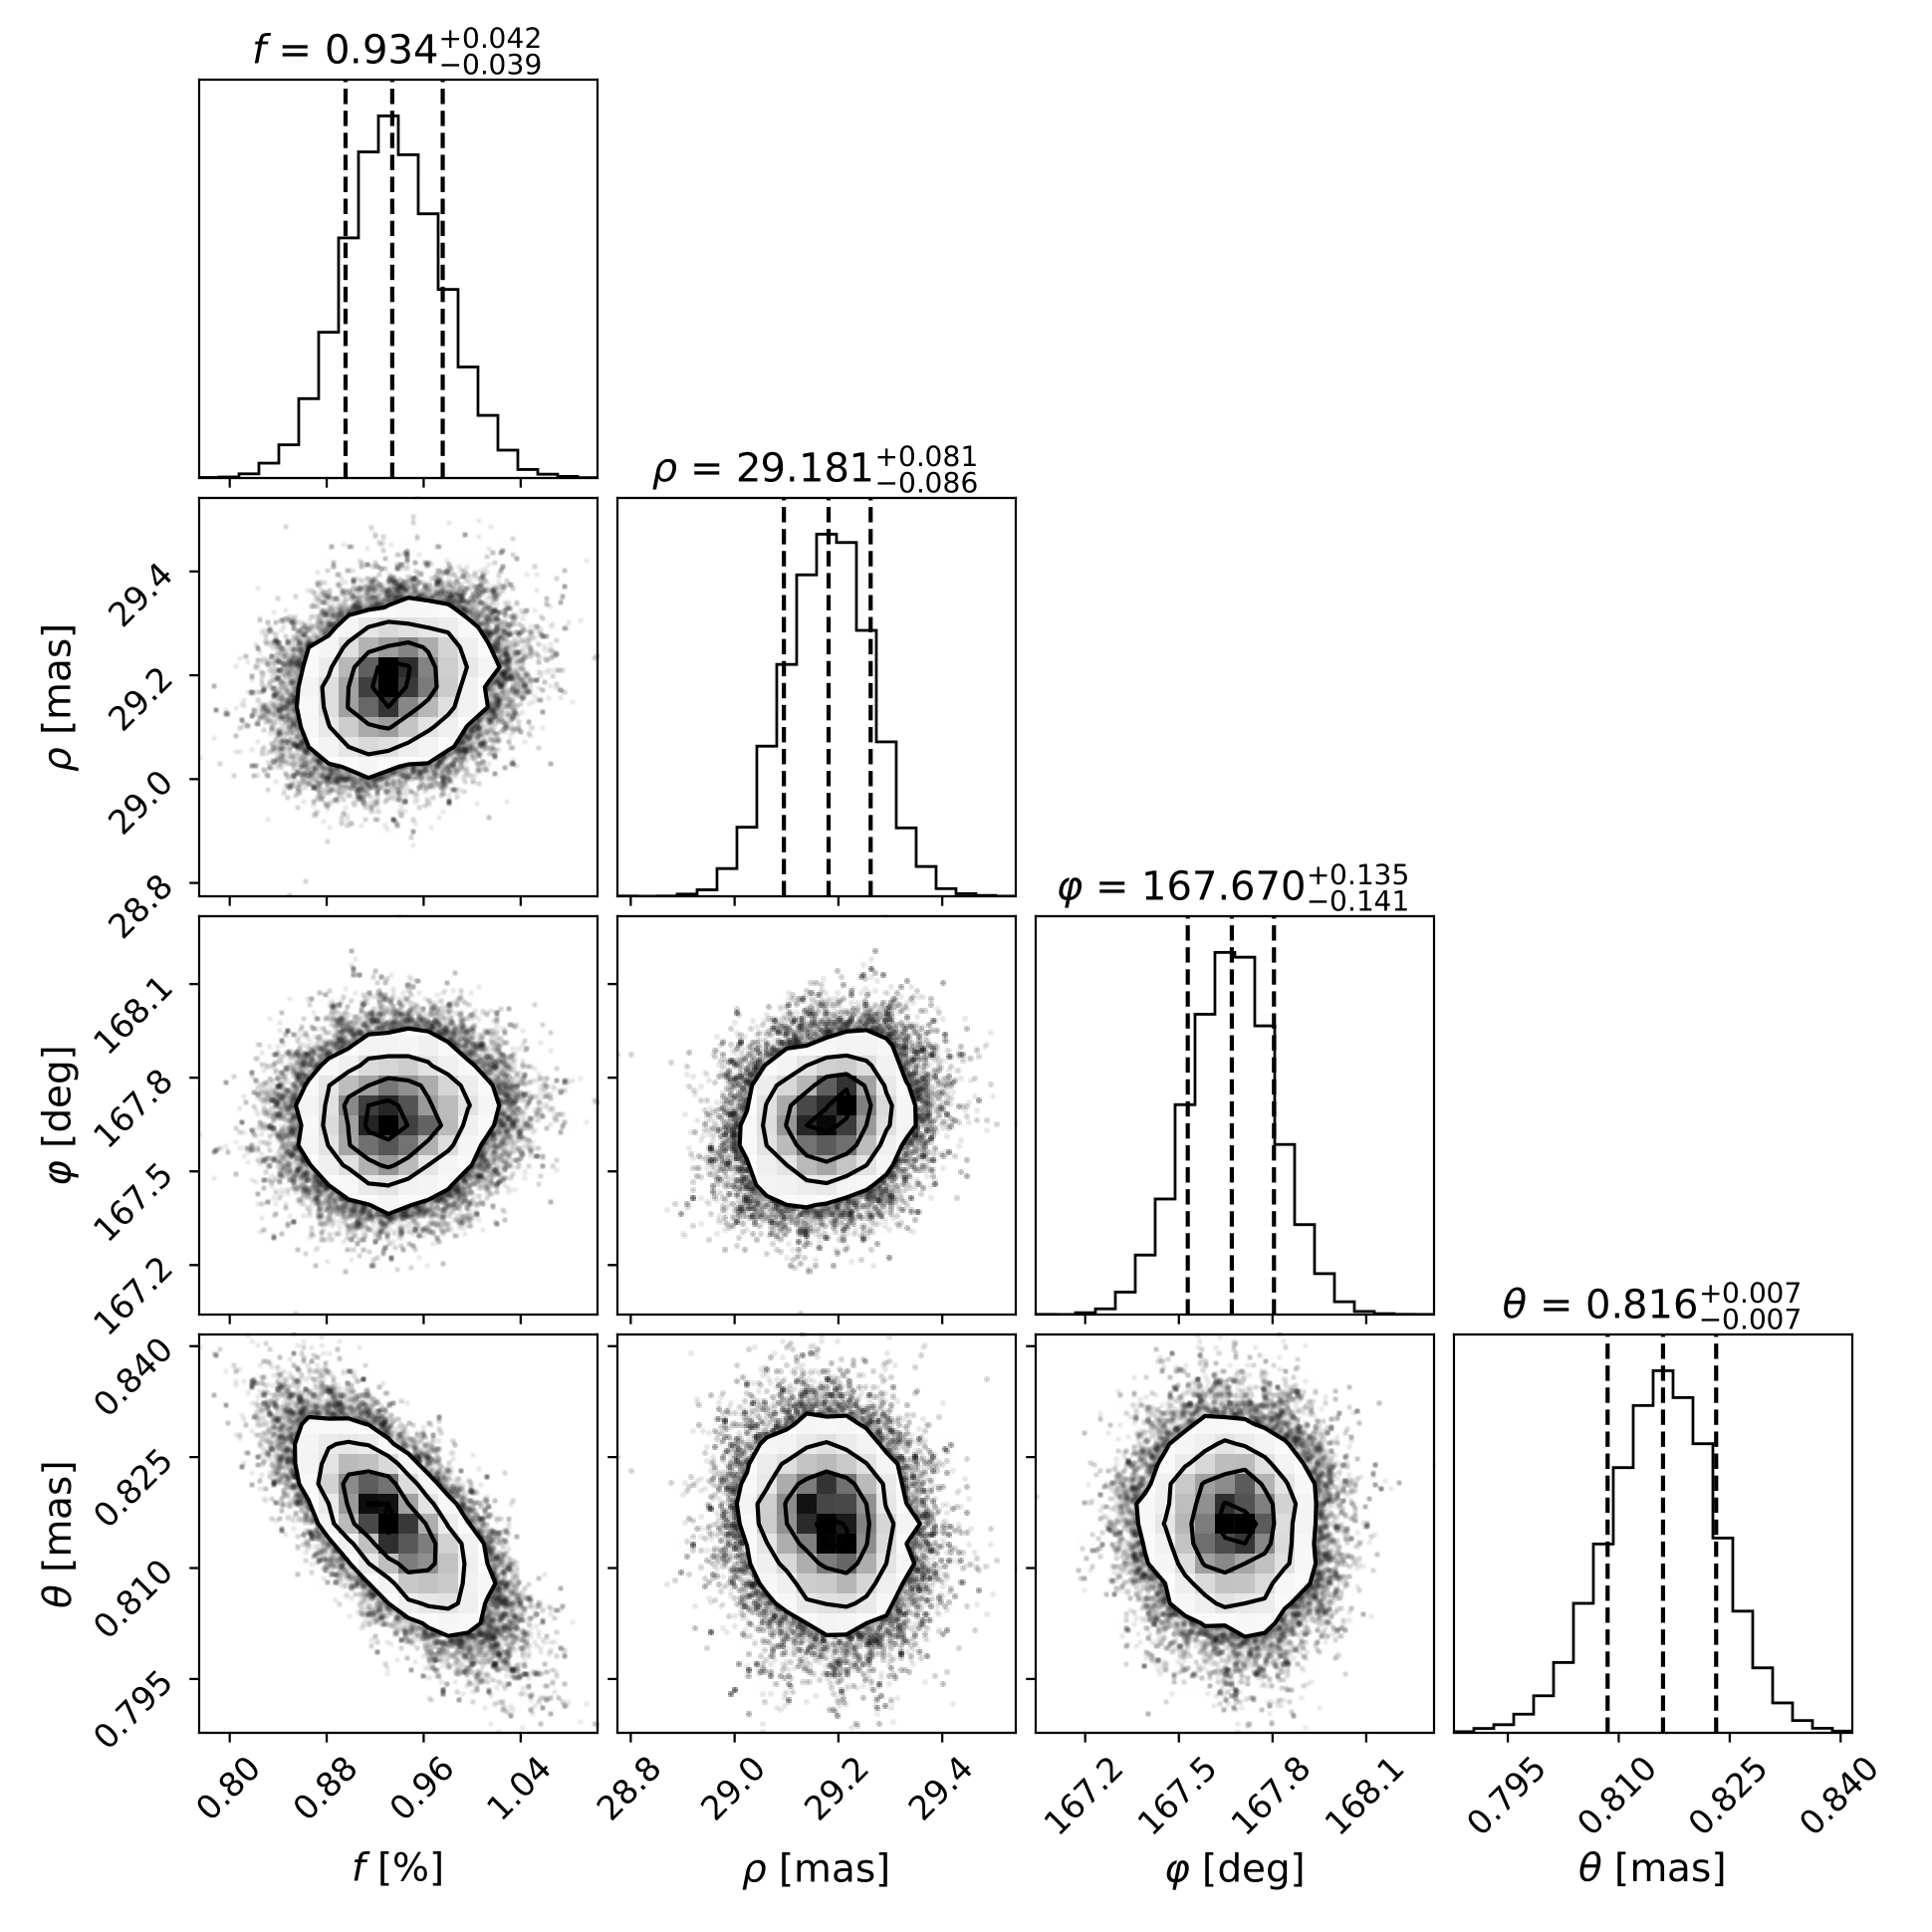 f = 0.934 +0.042 −0.039
ρ = 29.181 +0.081 −0.086
29.4
29.2
29.0
28.8
ρ [mas]
φ = 167.670 +0.135 −0.141
168.1
167.8
167.5
167.2
φ [deg]
θ = 0.816 +0.007 −0.007
0.840
0.825
0.810
0.795
θ [mas]
0.80 0.88 0.96 1.04 28.8 29.0 29.2 29.4 167.2 167.5 167.8 168.1 0.795 0.810 0.825 0.840
f [%] ρ [mas] φ [deg] θ [mas]